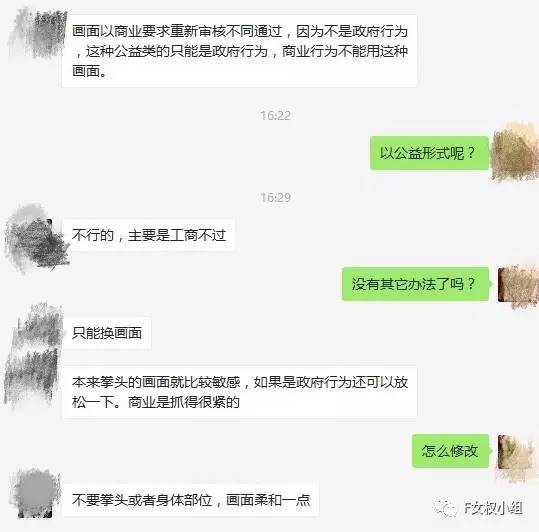 画面以商业要求重新审核不同通过，因为不是政府行为
，这种公益类的只能是政府行为，商业行为不能用这种
画面。
16:22
以公益形式呢？
16:29
不行的，主要是工商不过
没有其它办法了吗？
只能换画面
本来拳头的画面就比较敏感，如果是政府行为还可以放
松一下。商业是抓得很紧的
怎么修改
不要拳头或者身体部位，画面柔和一点
F女权小组